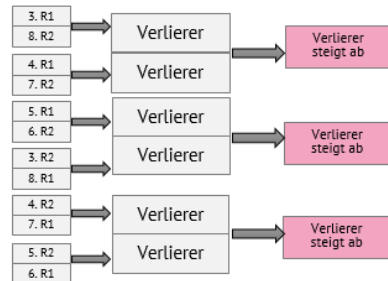 3. R1
8. R2
Verlierer
4. R1
7. R2
Verlierer
Verlierer
steigt ab
5. R1
6. R2
Verlierer
3. R2
8. R1
Verlierer
Verlierer
steigt ab
4. R2
7. R1
Verlierer
5. R2
6. R1
Verlierer
Verlierer
steigt ab